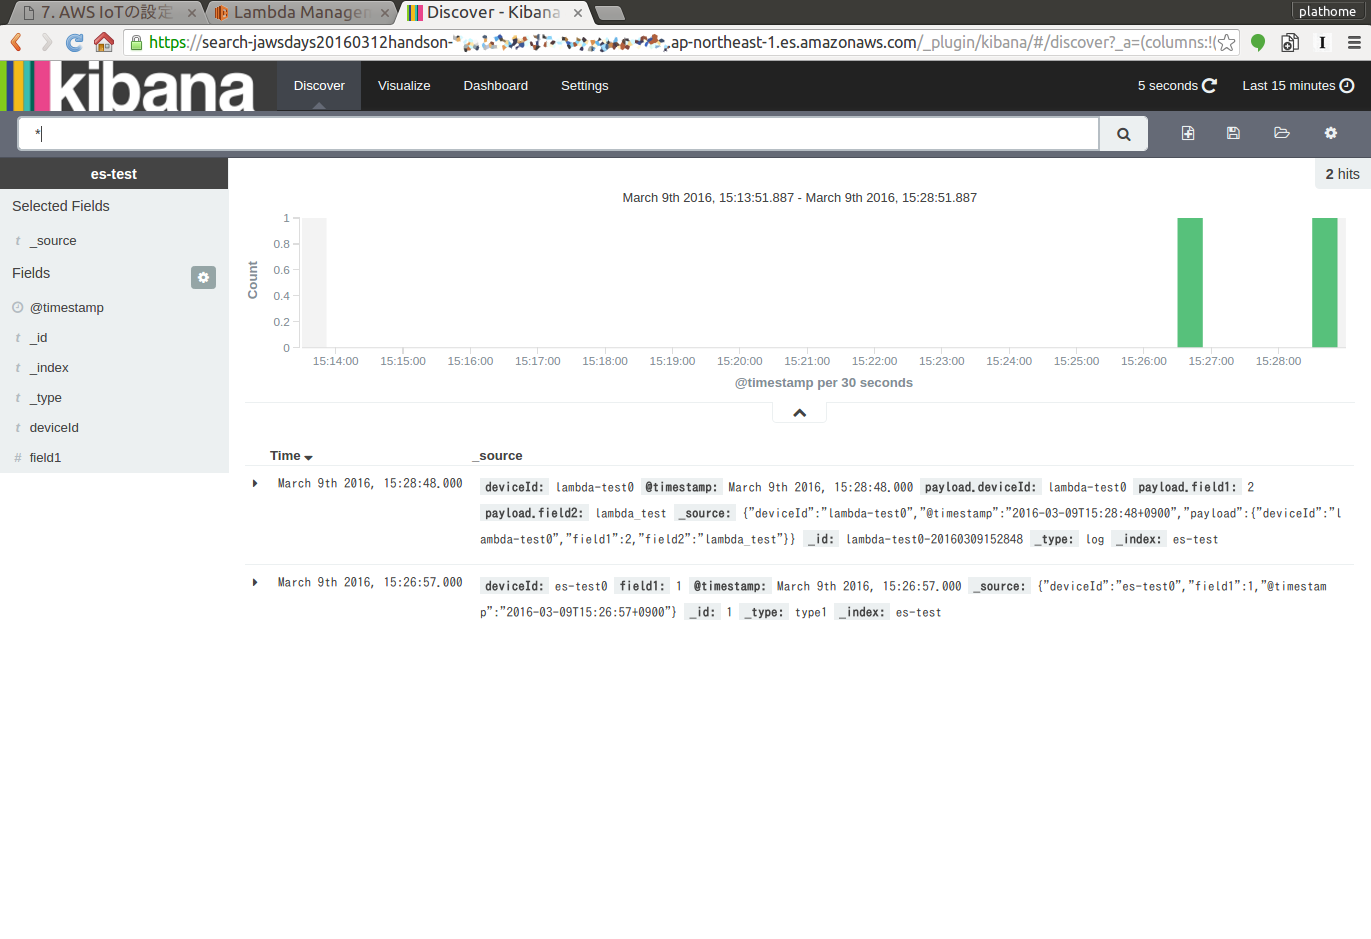 7. AWS IoTの設定
Lambda Managem
Discover - Kibana
plathome
https://search-jawsdays20160312handson-
.ap-northeast-1.es.amazonaws.com/_plugin/kibana/#/discover?_a=(columns:!(
kibana
Discover
Visualize
Dashboard
Settings
5 seconds
Last 15 minutes
*
es-test
2 hits
Selected Fields
t _source
Fields
@timestamp
t _id
t _index
t _type
t deviceId
# field1
March 9th 2016, 15:13:51.887 - March 9th 2016, 15:28:51.887
Count
1
0.8
0.6
0.4
0.2
0
15:14:00 15:15:00 15:16:00 15:17:00 15:18:00 15:19:00 15:20:00 15:21:00 15:22:00 15:23:00 15:24:00 15:25:00 15:26:00 15:27:00 15:28:00
@timestamp per 30 seconds
Time _source
March 9th 2016, 15:28:48.000 deviceId: lambda-test0 @timestamp: March 9th 2016, 15:28:48.000 payload.deviceId: lambda-test0 payload.field1: 2
payload.field2: lambda_test _source: {"deviceId":"lambda-test0","@timestamp":"2016-03-09T15:28:48+0900","payload":{"deviceId":"l
ambda-test0","field1":2,"field2":"lambda_test"}} _id: lambda-test0-20160309152848 _type: log _index: es-test
March 9th 2016, 15:26:57.000 deviceId: es-test0 field1: 1 @timestamp: March 9th 2016, 15:26:57.000 _source: {"deviceId":"es-test0","field1":1,"@timestam
p":"2016-03-09T15:26:57+0900"} _id: 1 _type: type1 _index: es-test